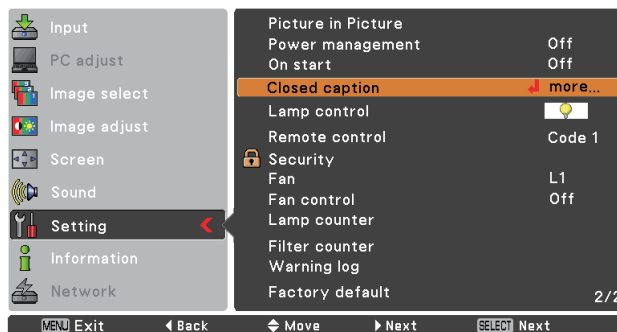 Input
PC adjust
Image select
Image adjust
Screen
Sound
Setting
Information
Network
Picture in Picture
Power management Off
On start Off
Closed caption more...
Lamp control
Remote control Code 1
Security
Fan L1
Fan control Off
Lamp counter
Filter counter
Warning log
Factory default
2/2
MENU Exit Back Move Next SELECT Next